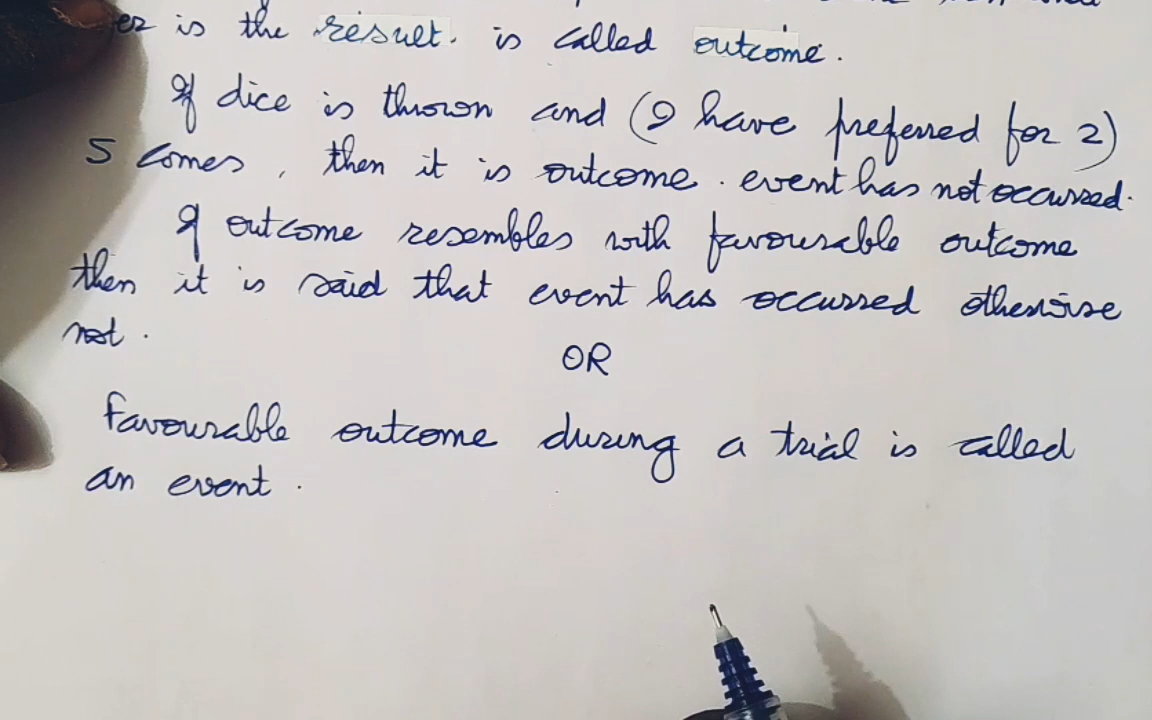 er is the result. is called outcome.
If dice is thrown and (I have preferred for 2)
5 comes, then it is outcome. event has not occurred.
If outcome resembles with favourable outcome
then it is said that event has occurred otherwise
not.
OR
Favourable outcome during a trial is called
an event.